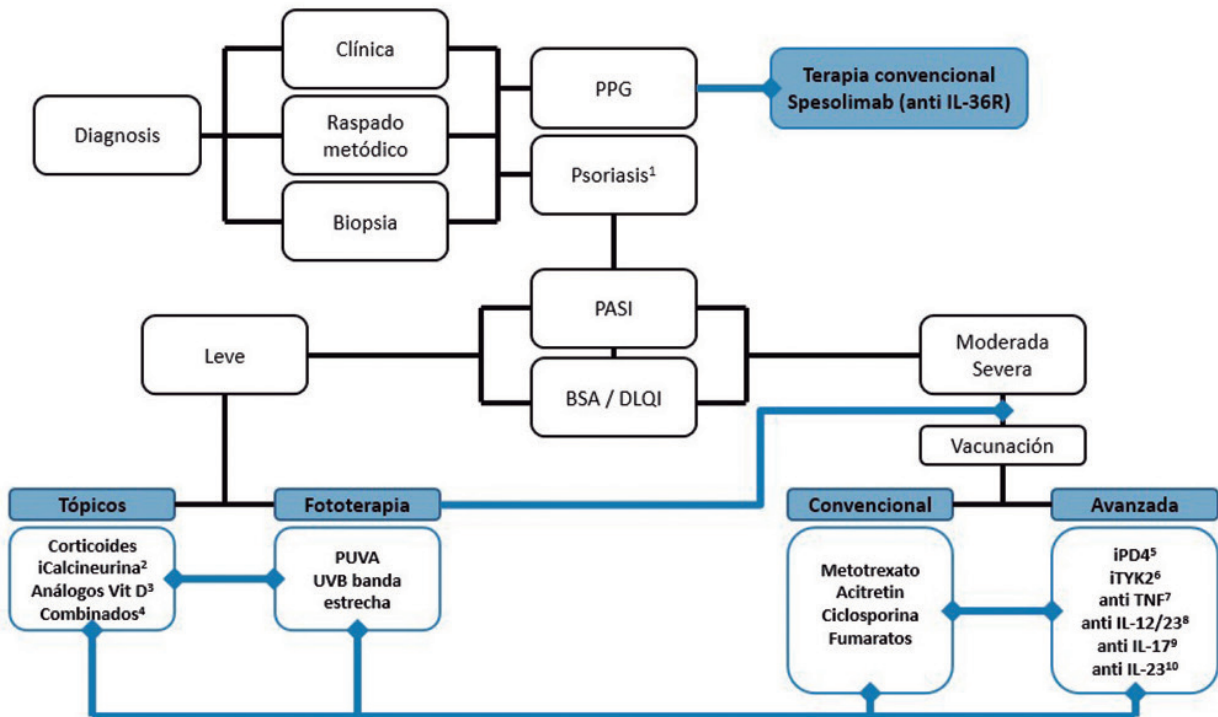 Diagnosis
Clínica
Raspado
metódico
Biopsia
PPG
Psoriasis¹
Terapia convencional
Spesolimab (anti IL-36R)
PASI
BSA / DLQI
Leve
Moderada
Severa
Vacunación
Tópicos
Corticoides
iCalcineurina²
Análogos Vit D³
Combinados⁴
Fototerapia
PUVA
UVB banda
estrecha
Convencional
Metotrexato
Acitretin
Ciclosporina
Fumaratos
Avanzada
iPD4⁵
iTYK2⁶
anti TNF⁷
anti IL-12/23⁸
anti IL-17⁹
anti IL-23¹⁰